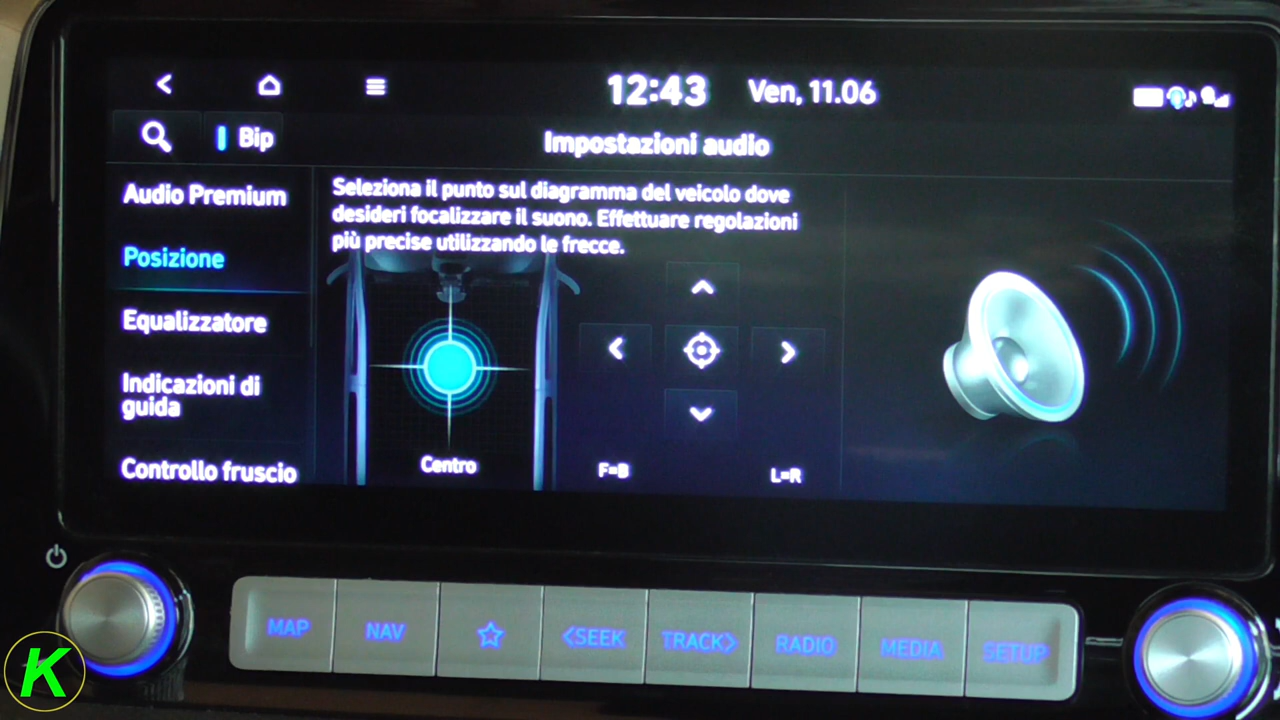 12:43
Ven, 11.06
Bip
Impostazioni audio
Audio Premium
Posizione
Equalizzatore
Indicazioni di
guida
Controllo fruscio
Seleziona il punto sul diagramma del veicolo dove
desideri focalizzare il suono. Effettuare regolazioni
più precise utilizzando le frecce.
Centro
F=B
L=R
MAP
NAV
<SEEK
TRACK>
RADIO
MEDIA
SETUP
K